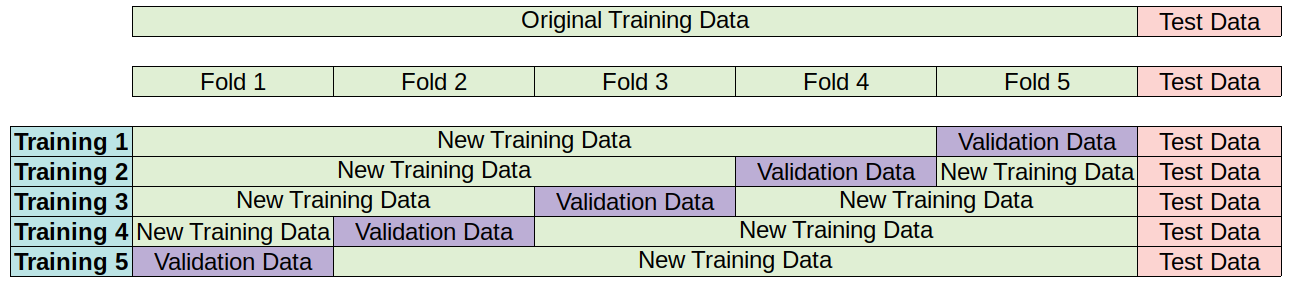 Original Training Data Test Data
Fold 1 Fold 2 Fold 3 Fold 4 Fold 5 Test Data
Training 1 New Training Data Validation Data Test Data
Training 2 New Training Data Validation Data New Training Data Test Data
Training 3 New Training Data Validation Data New Training Data Test Data
Training 4 New Training Data Validation Data New Training Data Test Data
Training 5 Validation Data New Training Data Test Data